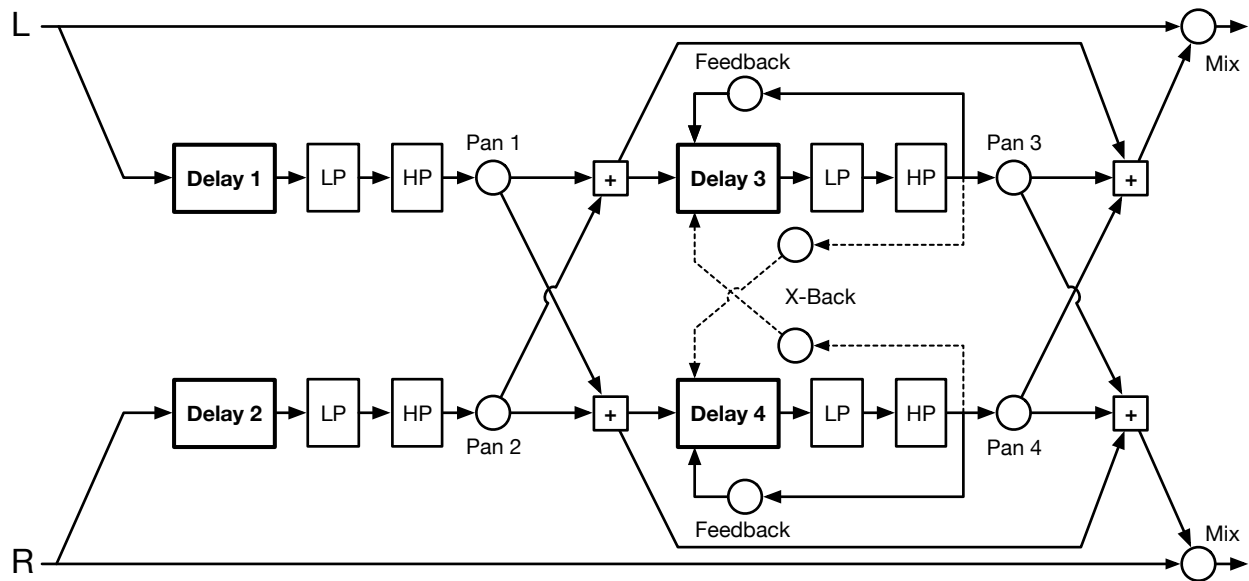 L
Mix
Feedback
Pan 1
Pan 3
Delay 1
LP
HP
+
Delay 3
LP
HP
+
X-Back
Delay 2
LP
HP
+
Delay 4
LP
HP
+
Pan 2
Pan 4
Feedback
Mix
R